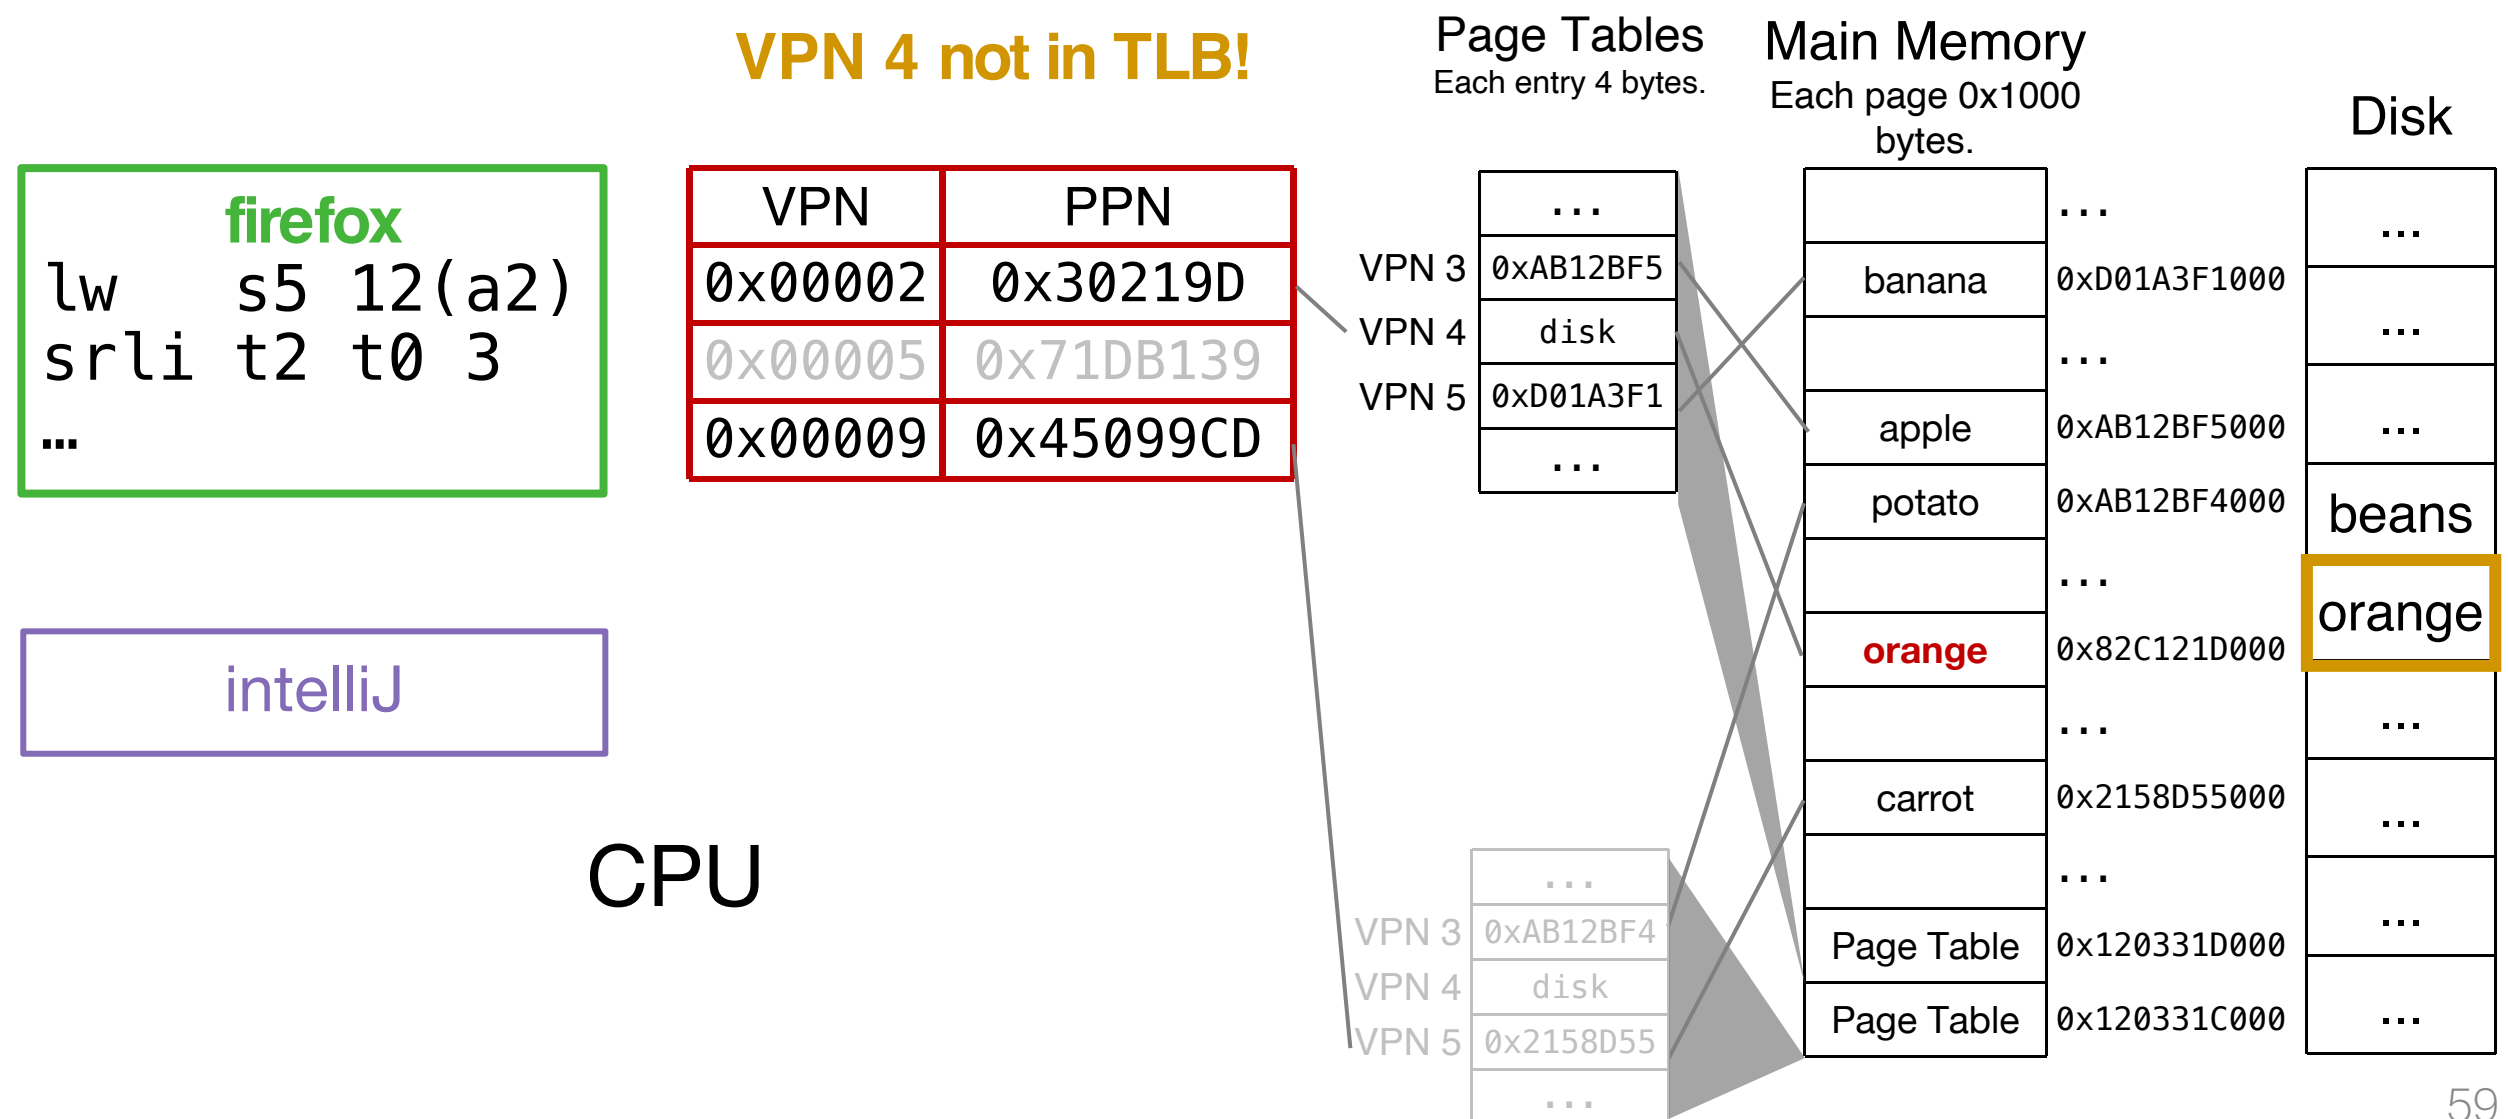 VPN 4 not in TLB!
firefox
lw s5 12(a2)
srli t2 t0 3
…
intelliJ
CPU
VPN PPN
0x00002 0x30219D
0x00005 0x71DB139
0x00009 0x45099CD
Page Tables
Each entry 4 bytes.
...
VPN 3 0xAB12BF5
VPN 4 disk
VPN 5 0xD01A3F1
...
...
VPN 3 0xAB12BF4
VPN 4 disk
VPN 5 0x2158D55
...
Main Memory
Each page 0x1000
bytes.
...
banana 0xD01A3F1000
...
apple 0xAB12BF5000
potato 0xAB12BF4000
...
orange 0x82C121D000
...
carrot 0x2158D55000
...
Page Table 0x120331D000
Page Table 0x120331C000
Disk
...
...
...
beans
orange
...
...
...
...
59